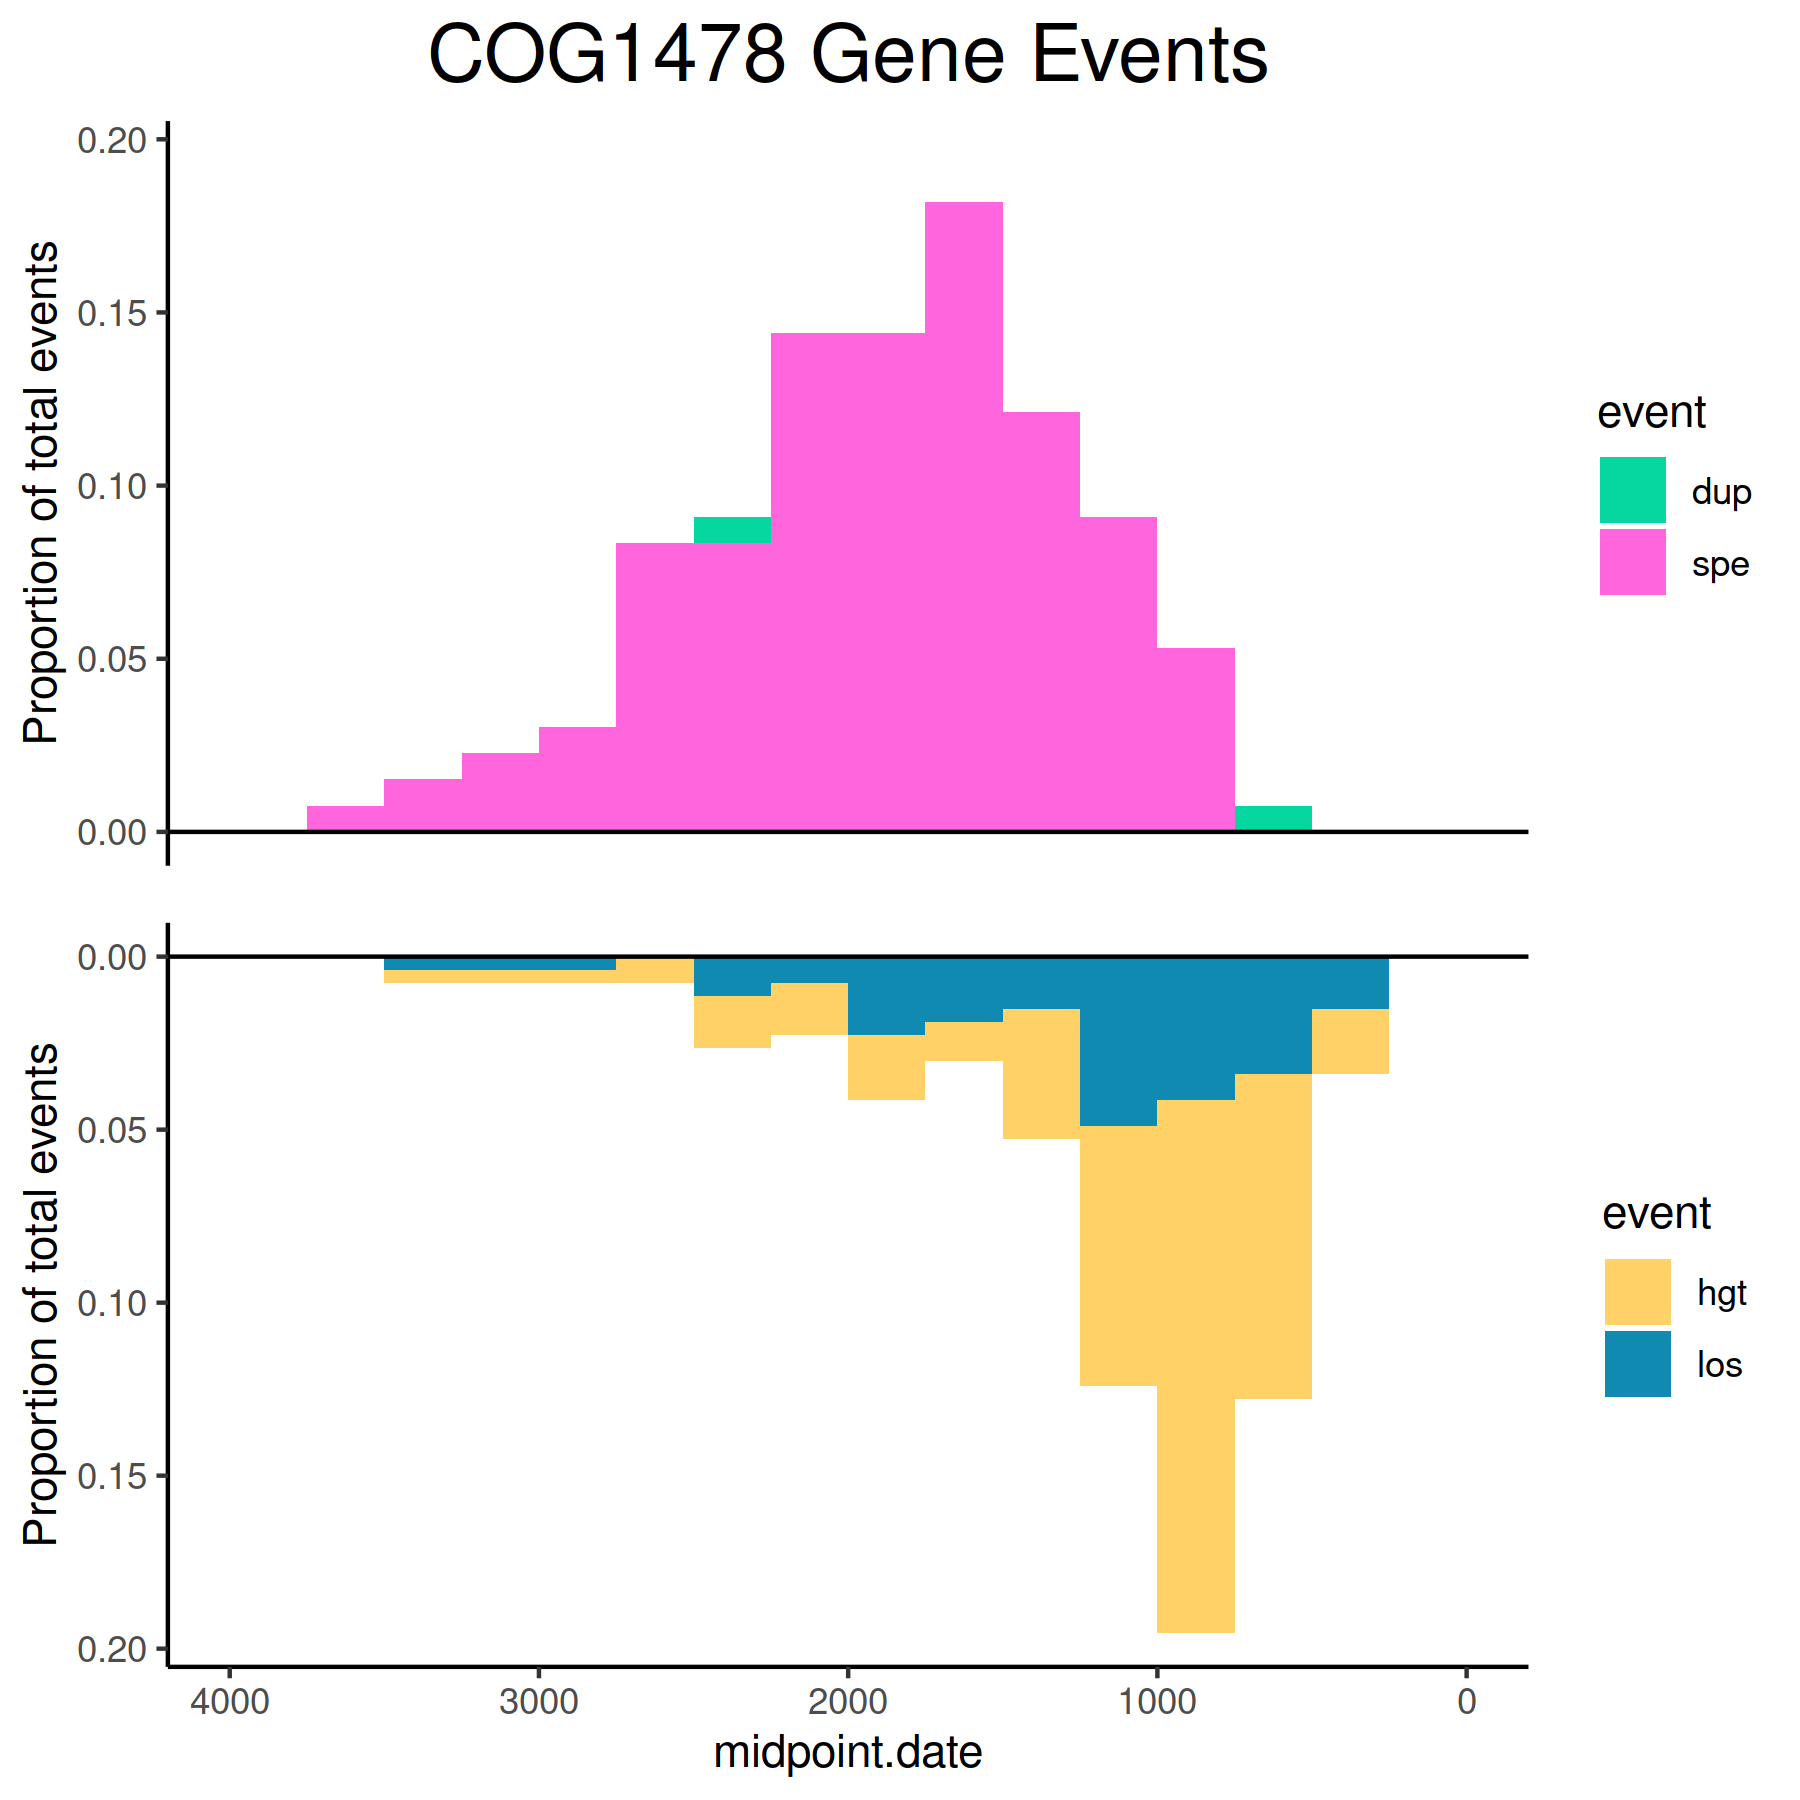 COG1478 Gene Events
Proportion of total events
0.20
0.15
0.10
0.05
0.00
event
dup
spe
Proportion of total events
0.00
0.05
0.10
0.15
0.20
event
hgt
los
4000 3000 2000 1000 0
midpoint.date